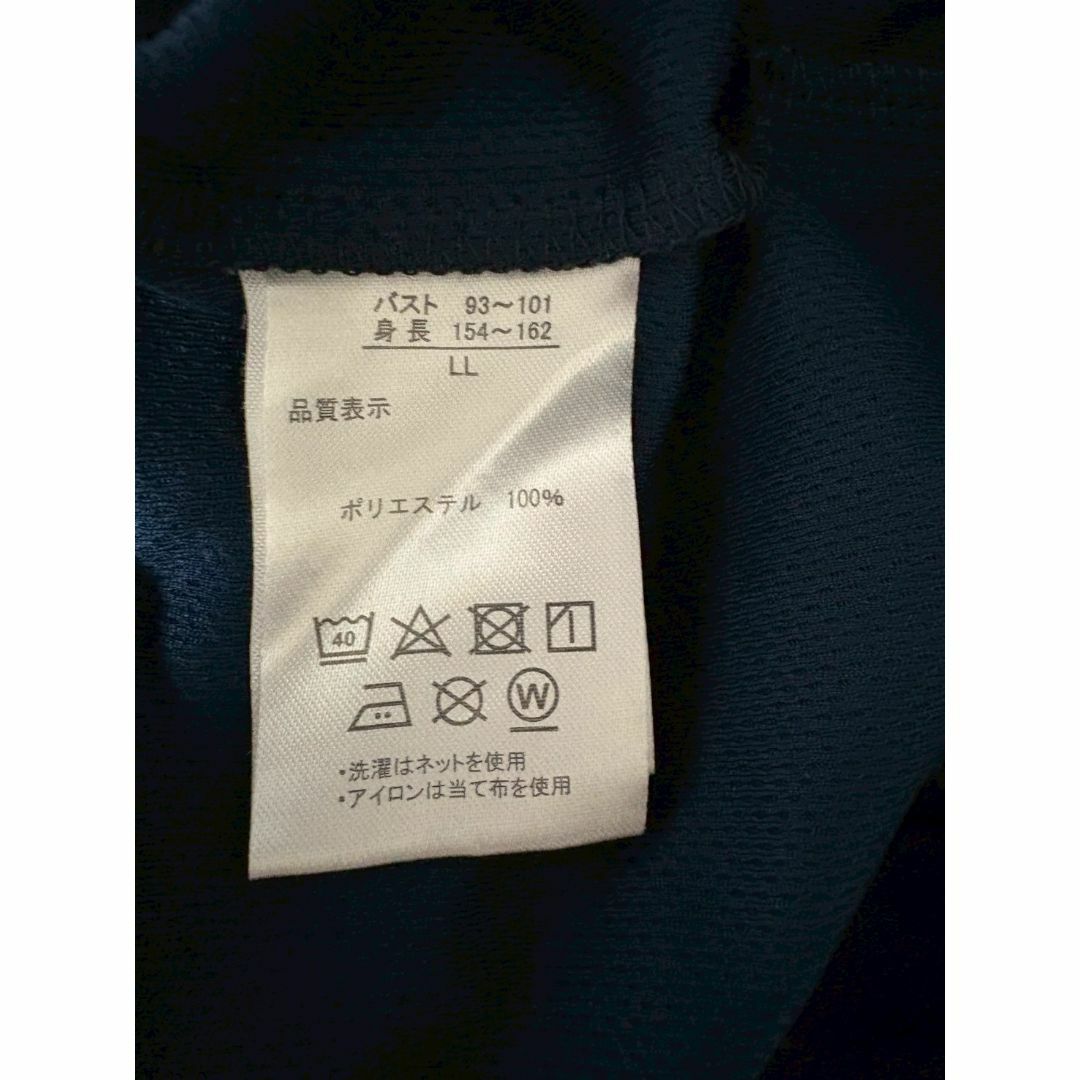 バスト 93～101
身長 154～162
LL
品質表示
ポリエステル 100%
40
W
・洗濯はネットを使用
・アイロンは当て布を使用